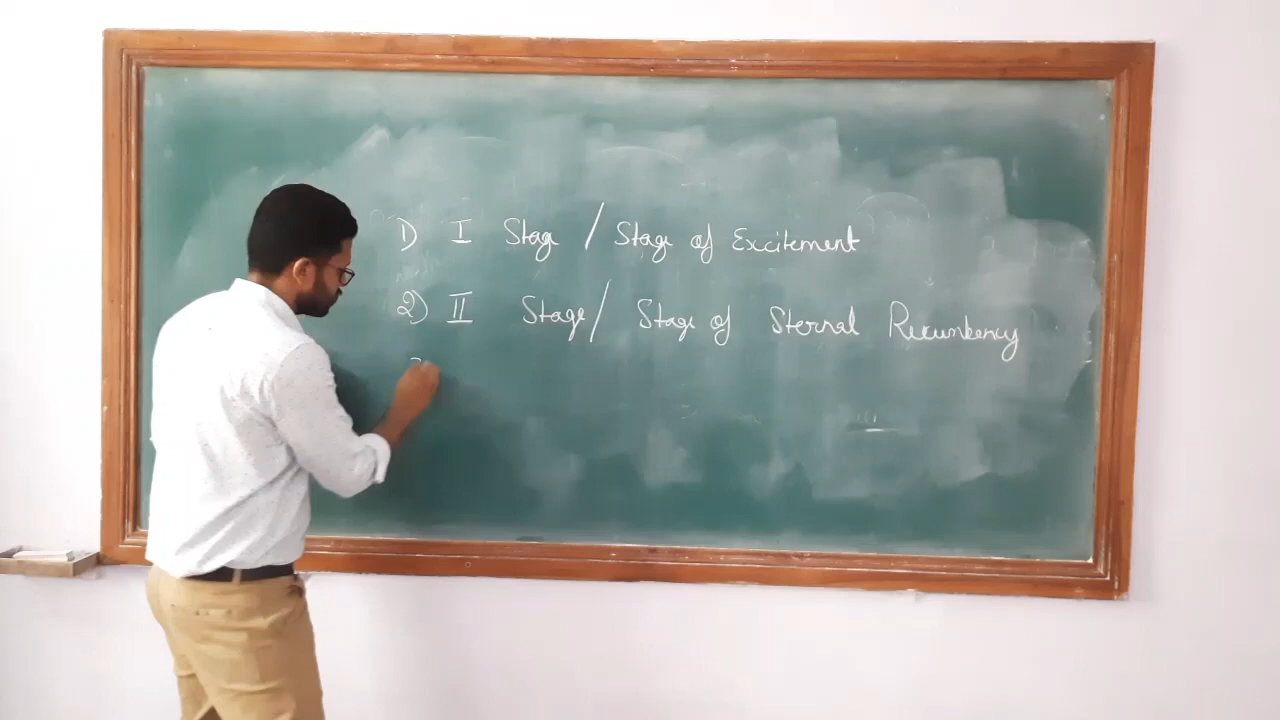 1) I Stage / Stage of Excitement
2) II Stage / Stage of Sternal Recumbency